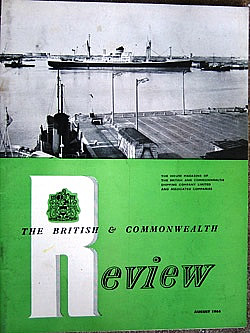 THE HOUSE MAGAZINE OF
THE BRITISH AND COMMONWEALTH
SHIPPING COMPANY LIMITED
AND ASSOCIATED COMPANIES
THE BRITISH & COMMONWEALTH
Review
AUGUST 1966